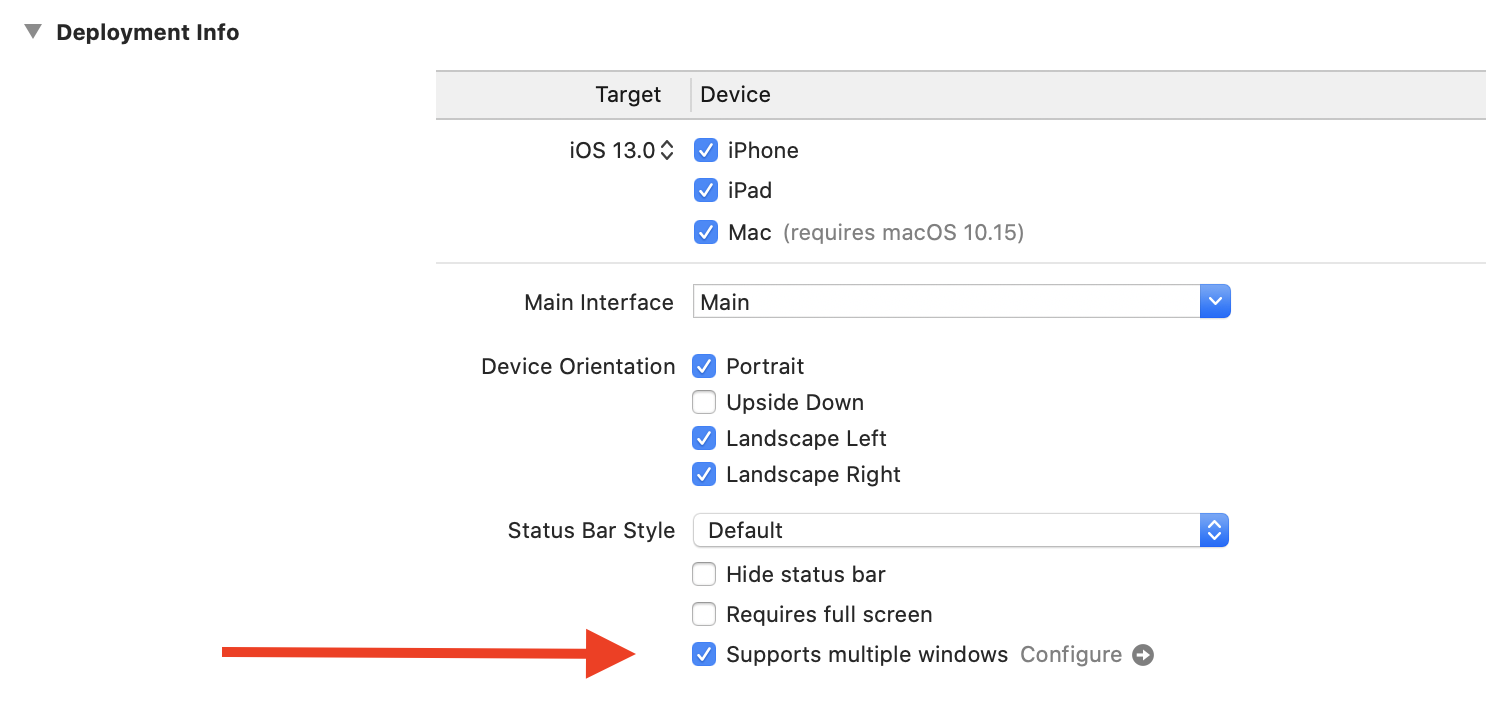 Deployment Info
Target Device
iOS 13.0 iPhone
iPad
Mac (requires macOS 10.15)
Main Interface Main
Device Orientation Portrait
Upside Down
Landscape Left
Landscape Right
Status Bar Style Default
Hide status bar
Requires full screen
Supports multiple windows Configure